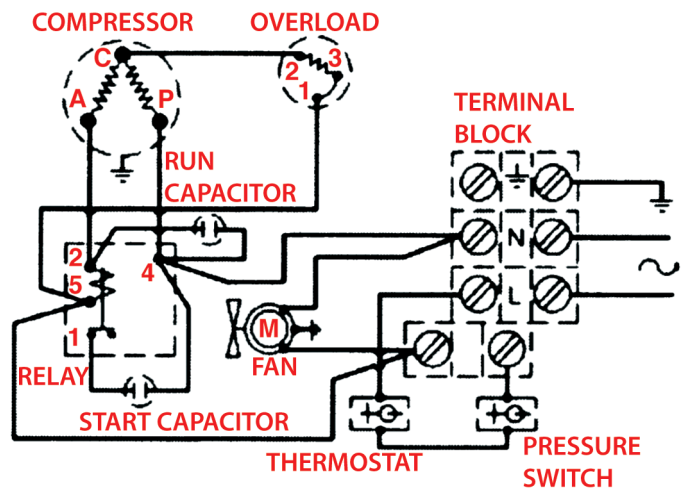 COMPRESSOR
OVERLOAD
C
2
3
A
P
1
TERMINAL
BLOCK
RUN
CAPACITOR
N
2
4
5
L
1
M
RELAY
FAN
START CAPACITOR
THERMOSTAT
PRESSURE
SWITCH